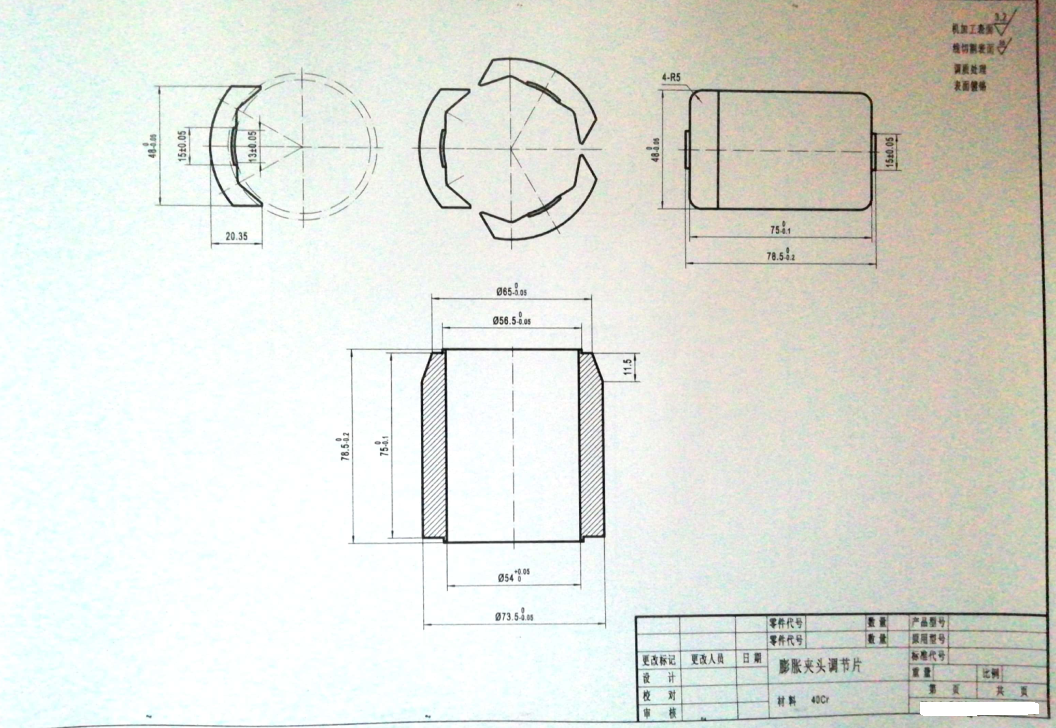 3.2
机加工表面
线切割表面
调质处理
表面镀铬
48 0 -0.05
15±0.05
13±0.05
20.35
4-R5
48 0 -0.05
15±0.05
75 0 -0.1
78.5 0 -0.2
Ø65 0 -0.05
Ø56.5 0 -0.05
11.5
78.5 0 -0.2
75 0 -0.1
Ø54 +0.05 0
Ø73.5 0 -0.05
零件代号 数量 产品型号
零件代号 数量 组用型号
更改标记 更改人员 日期 标准代号
膨胀夹头调节片
设计 重量 比例
校对 第 页 共 页
材料 40Cr
审核